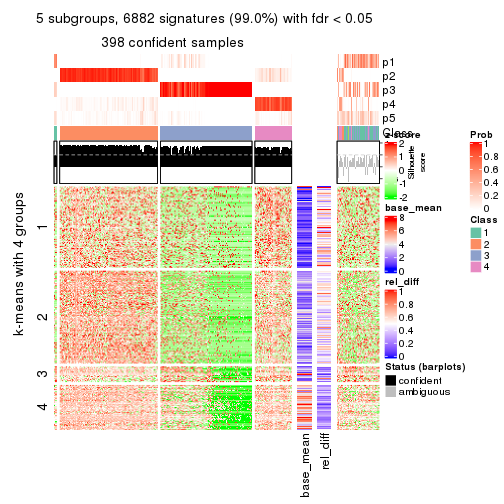 5 subgroups, 6882 signatures (99.0%) with fdr < 0.05
398 confident samples
p1
p2
p3
p4
p5
Class
z-score
2
1
0
-1
-2
Silhouette
score
k-means with 4 groups
1
2
3
4
base_mean
rel_diff
base_mean
8
6
4
2
0
rel_diff
1
0.8
0.6
0.4
0.2
0
Status (barplots)
confident
ambiguous
Prob
1
0.8
0.6
0.4
0.2
0
Class
1
2
3
4